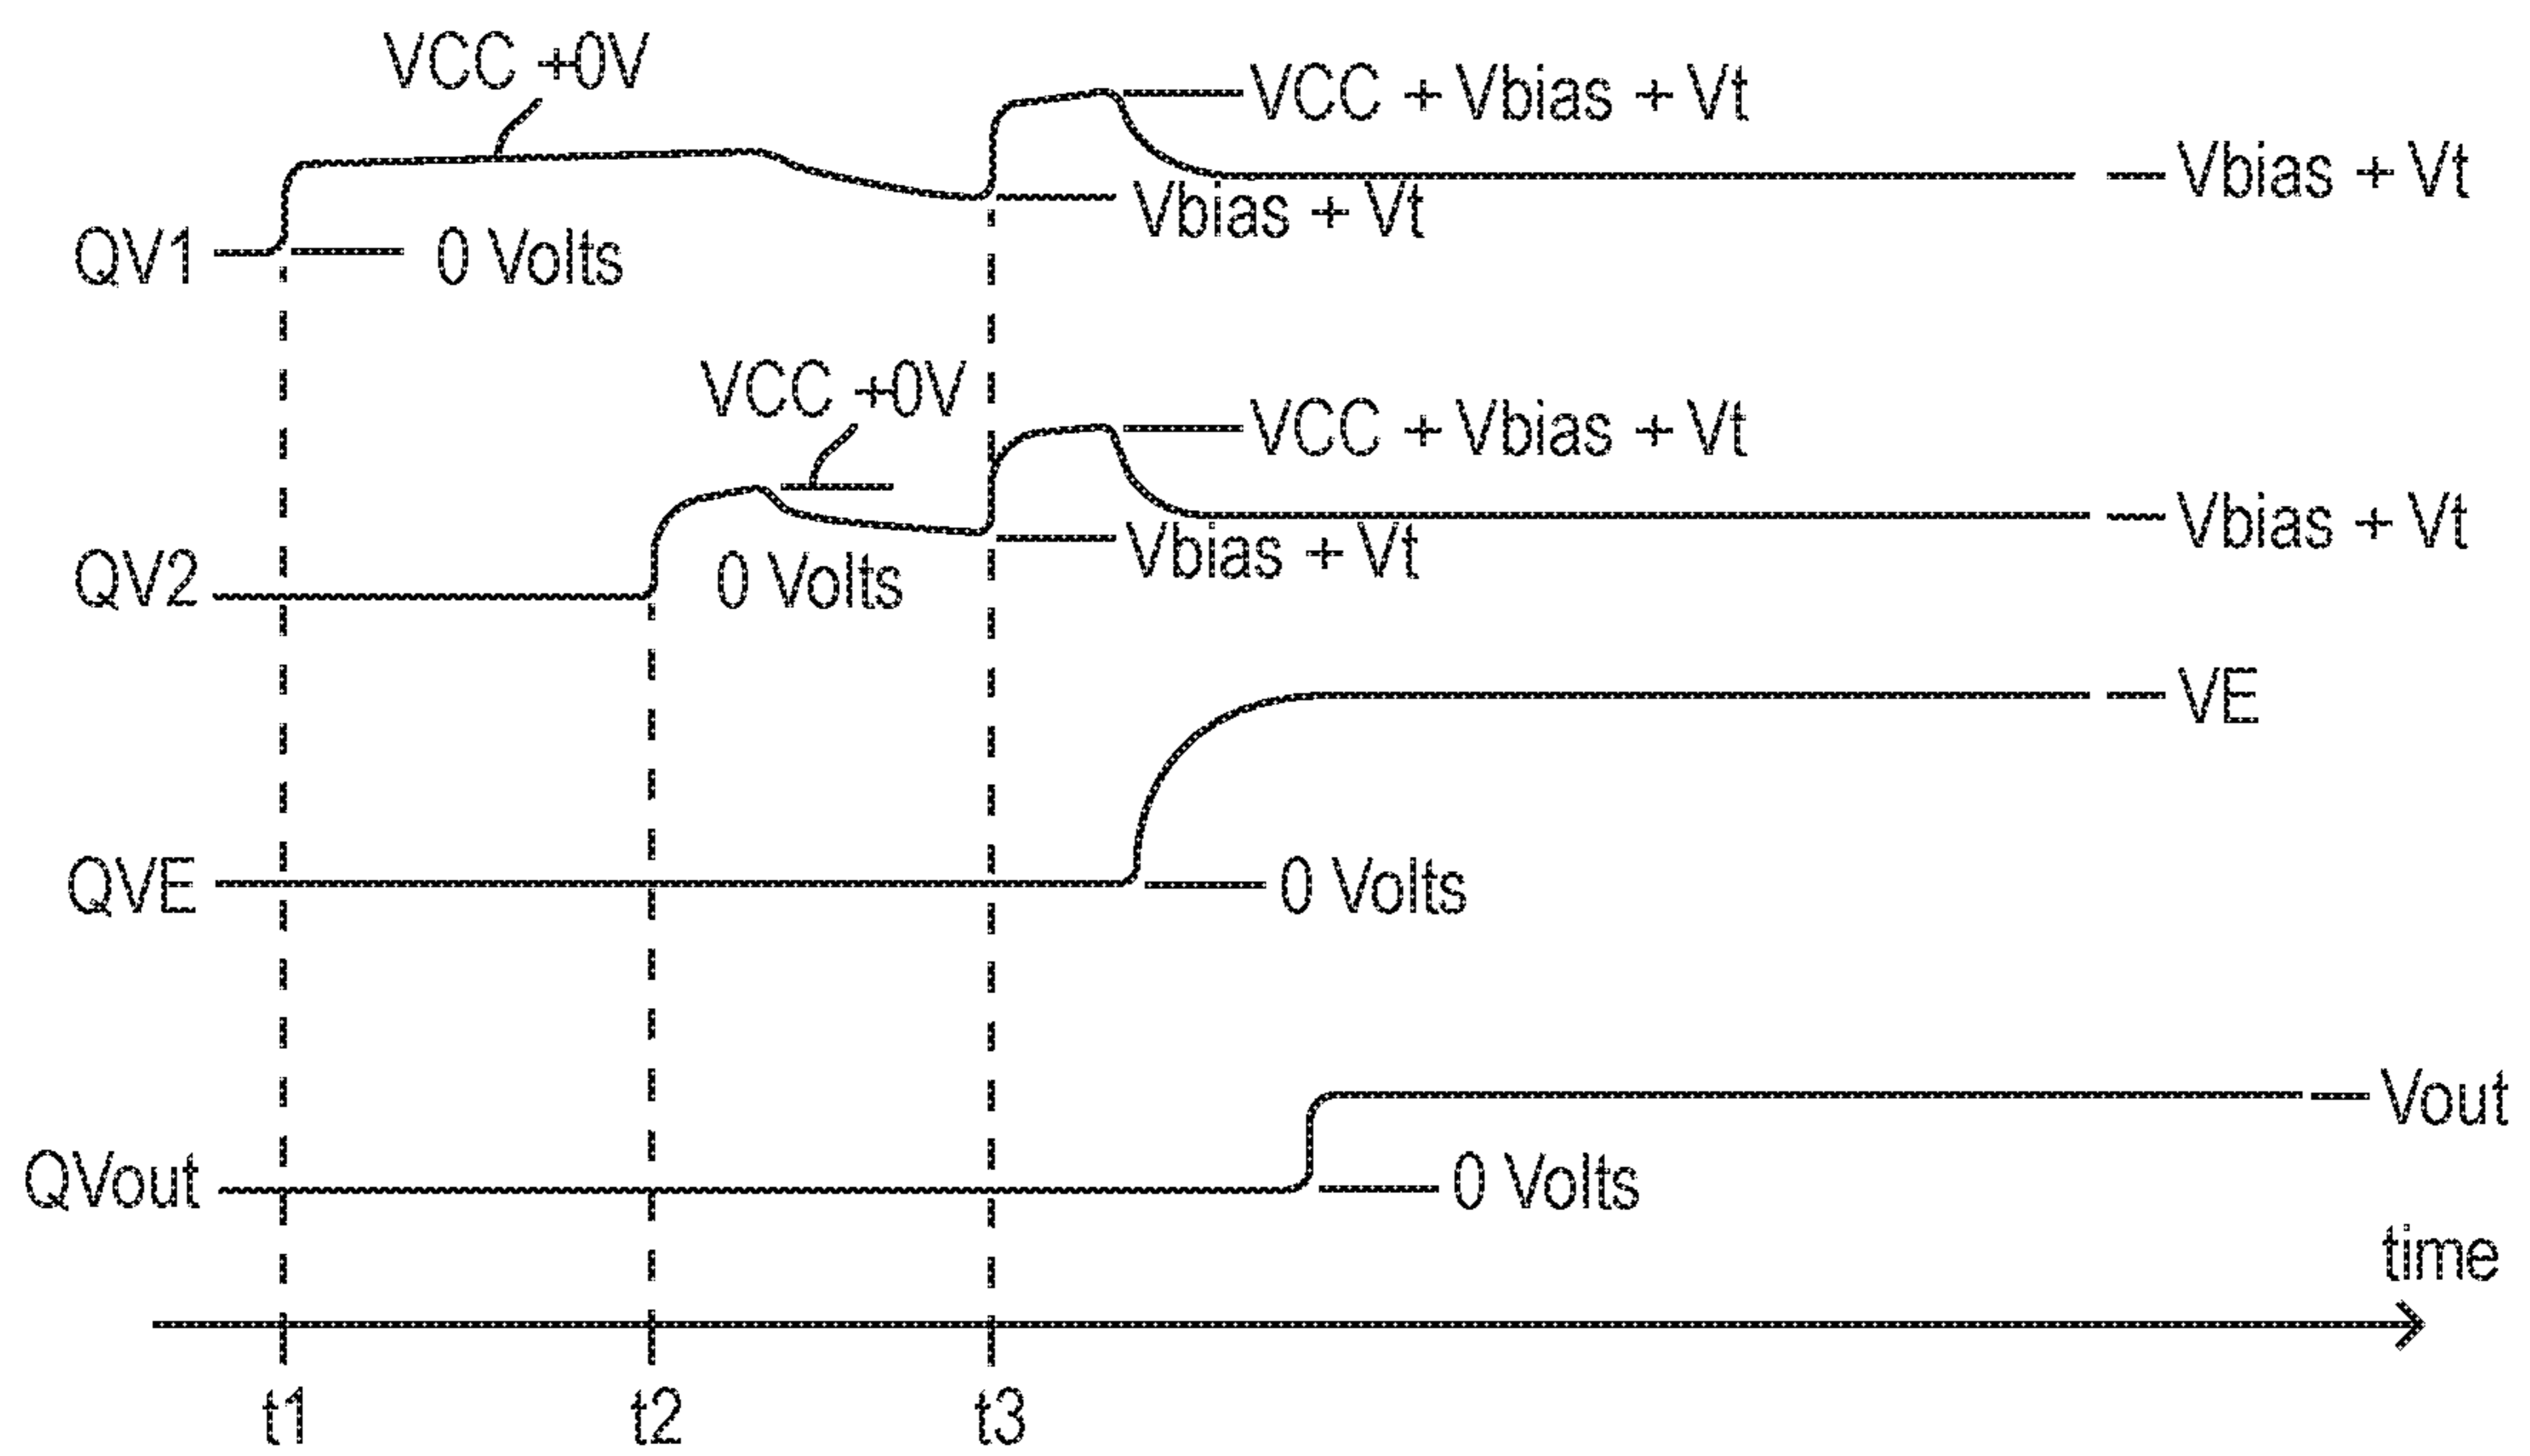 VCC +0V
VCC + Vbias + Vt
Vbias + Vt
Vbias + Vt
QV1
0 Volts
VCC +0V
VCC + Vbias + Vt
Vbias + Vt
Vbias + Vt
QV2
0 Volts
VE
QVE
0 Volts
Vout
QVout
0 Volts
time
t1
t2
t3